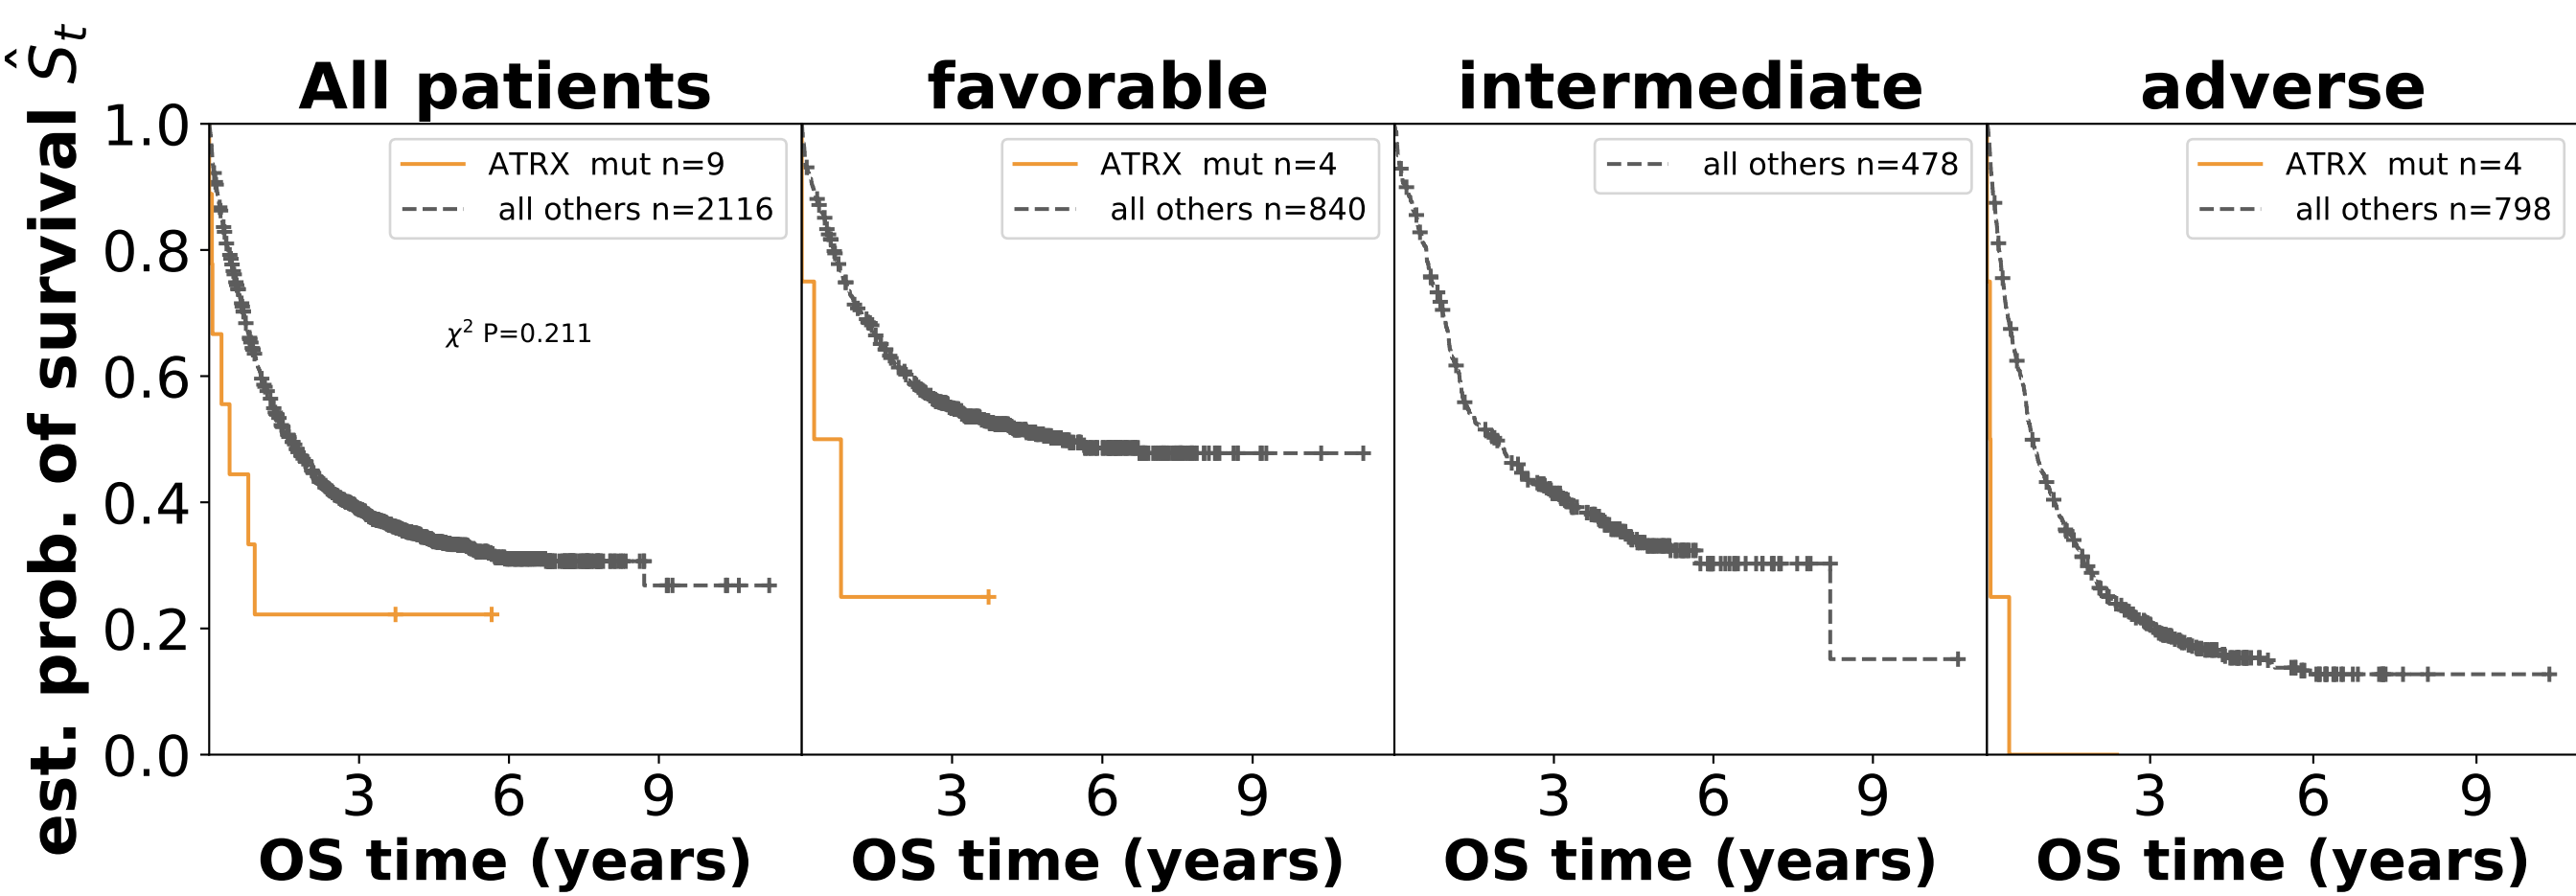 est. prob. of survival Ŝt
All patients
1.0
0.8
0.6
0.4
0.2
0.0
ATRX mut n=9
all others n=2116
χ² P=0.211
3 6 9
OS time (years)
favorable
ATRX mut n=4
all others n=840
3 6 9
OS time (years)
intermediate
all others n=478
3 6 9
OS time (years)
adverse
ATRX mut n=4
all others n=798
3 6 9
OS time (years)